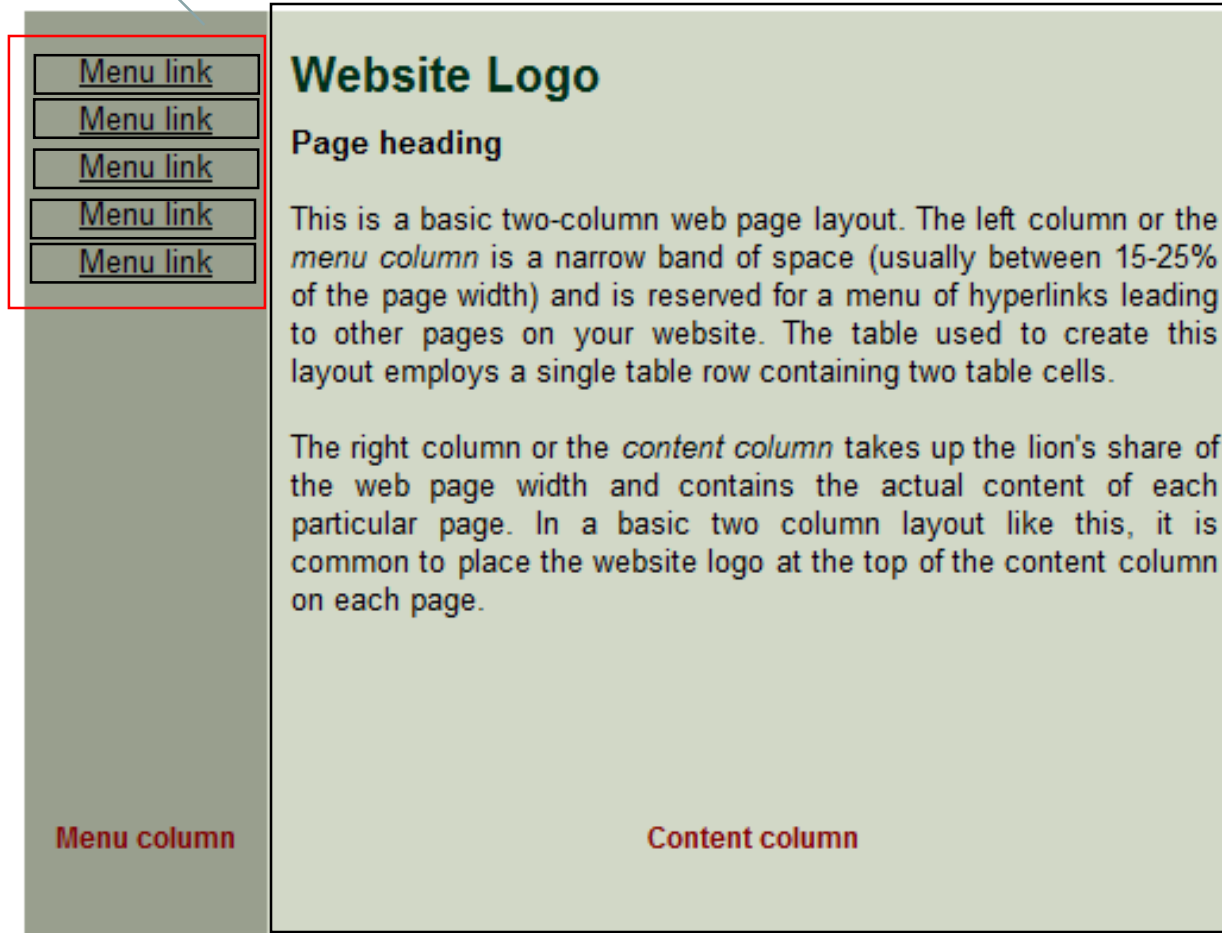 Menu link
Menu link
Menu link
Menu link
Menu link
Menu column
Website Logo
Page heading
This is a basic two-column web page layout. The left column or the
menu column is a narrow band of space (usually between 15-25%
of the page width) and is reserved for a menu of hyperlinks leading
to other pages on your website. The table used to create this
layout employs a single table row containing two table cells.
The right column or the content column takes up the lion's share of
the web page width and contains the actual content of each
particular page. In a basic two column layout like this, it is
common to place the website logo at the top of the content column
on each page.
Content column